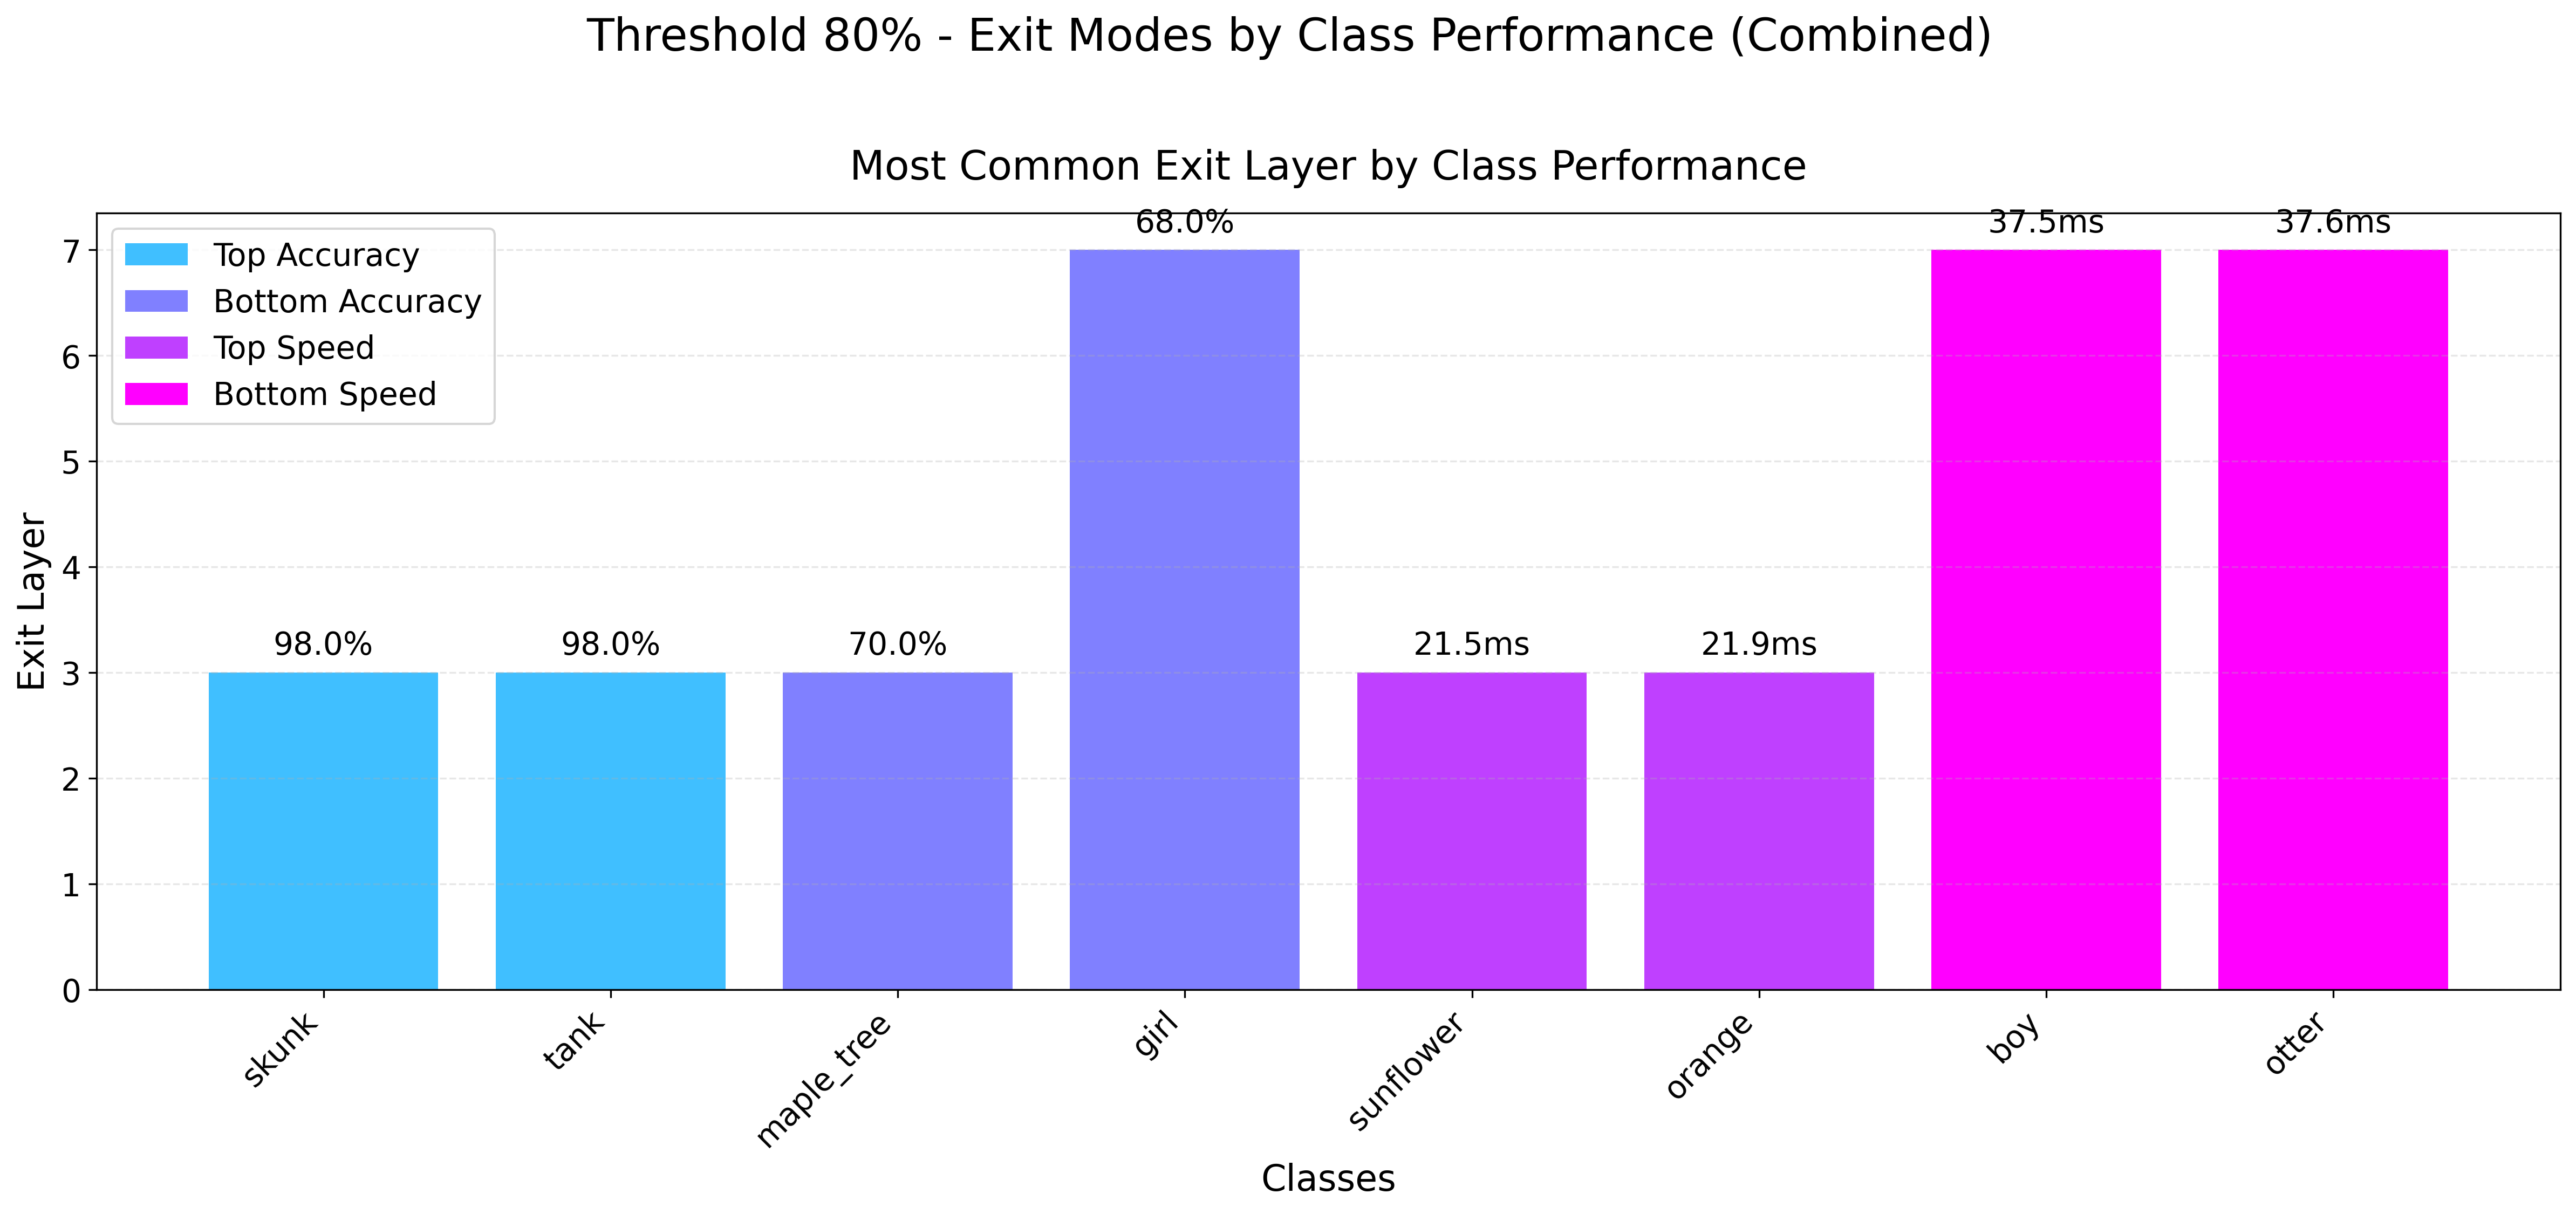 Threshold 80% - Exit Modes by Class Performance (Combined)
Most Common Exit Layer by Class Performance
Top Accuracy
Bottom Accuracy
Top Speed
Bottom Speed
Exit Layer
7
6
5
4
3
2
1
0
98.0%
98.0%
70.0%
68.0%
21.5ms
21.9ms
37.5ms
37.6ms
skunk
tank
maple_tree
girl
sunflower
orange
boy
otter
Classes